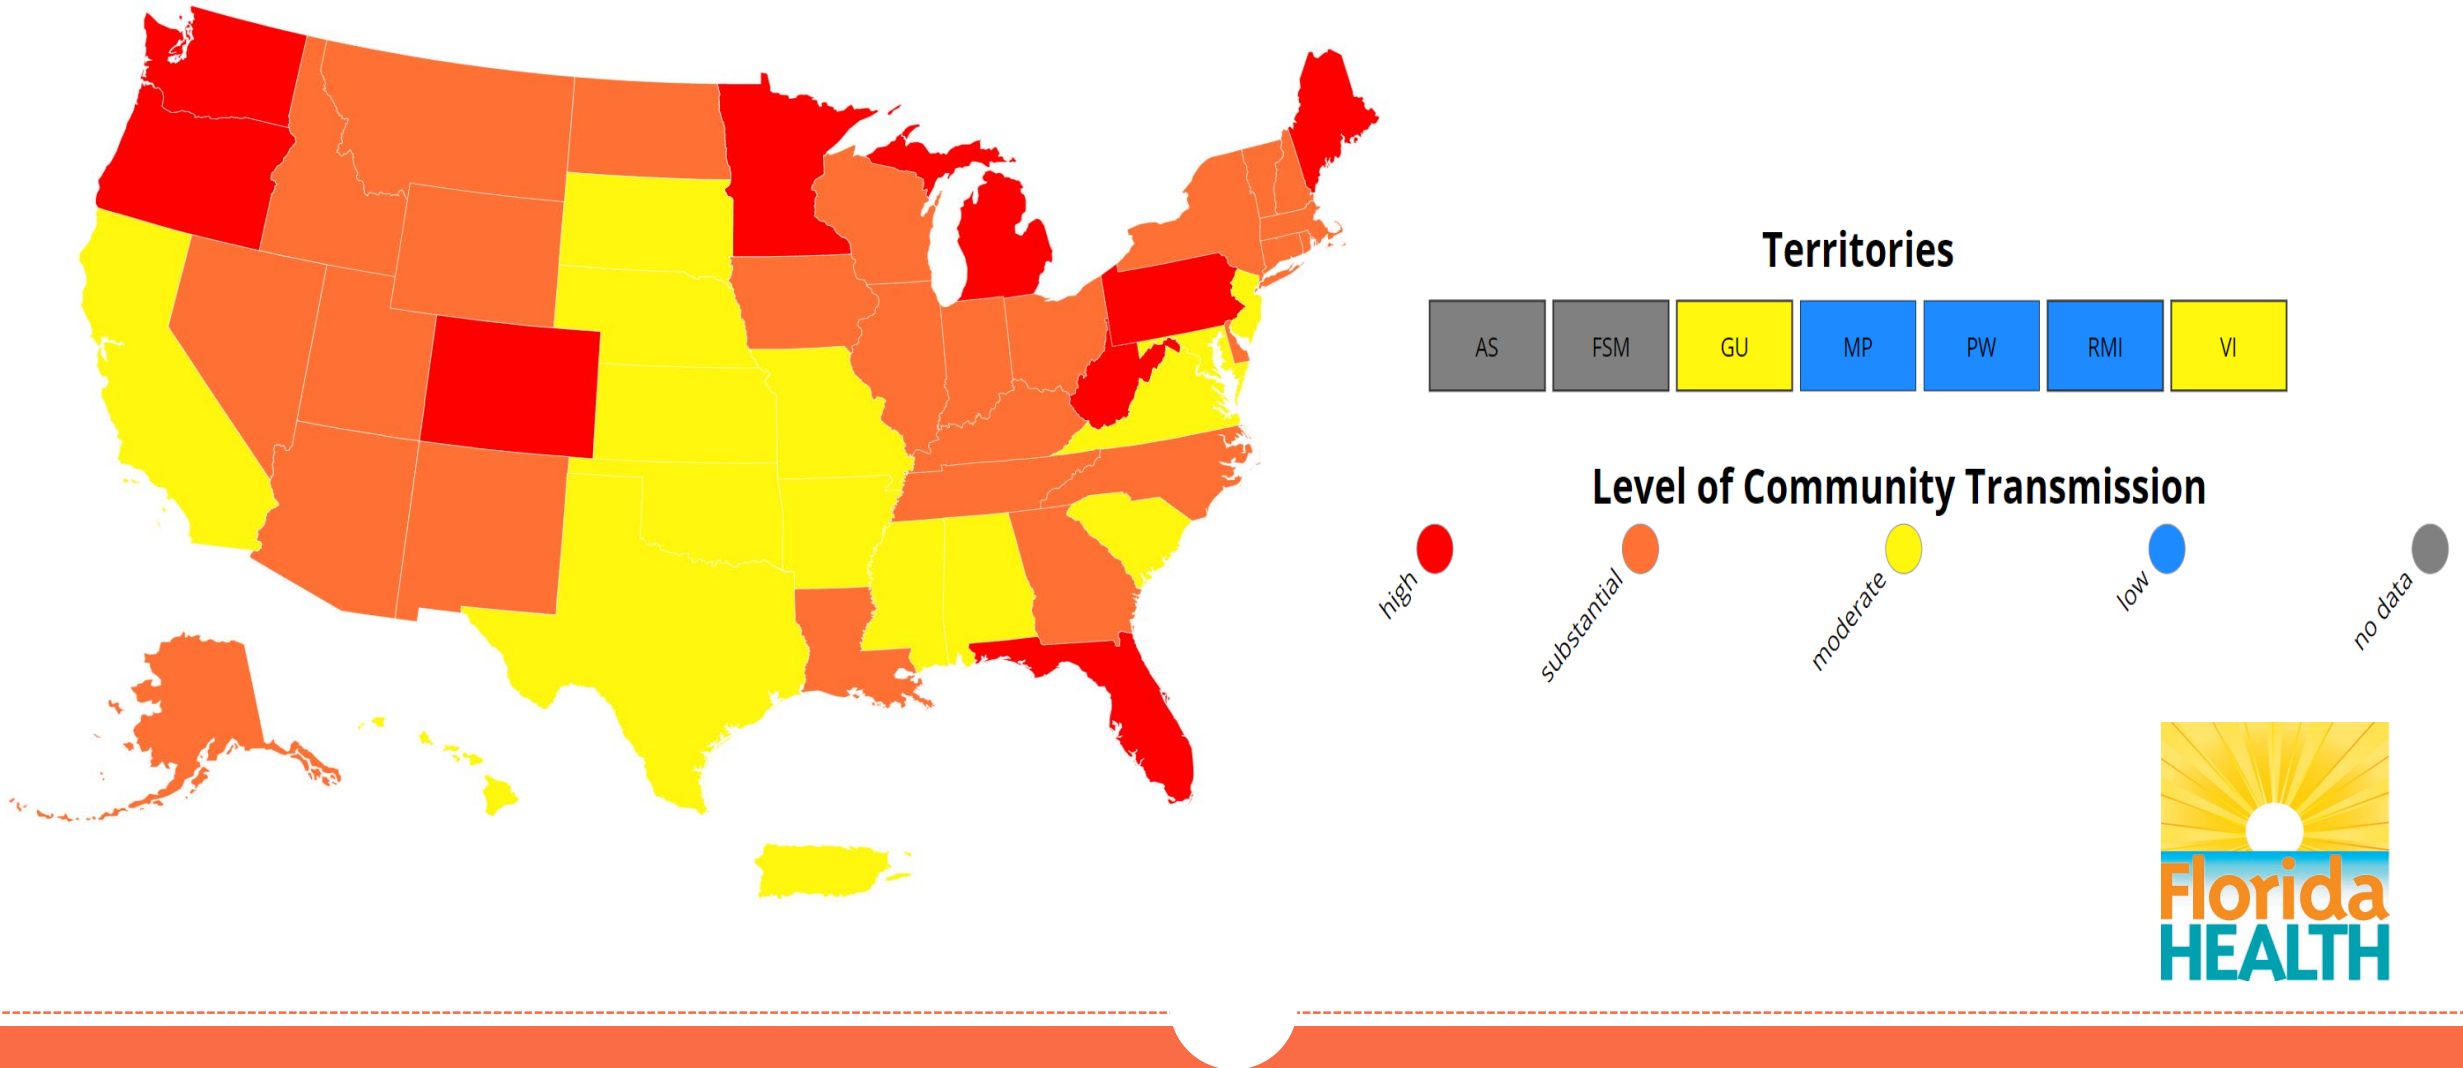 Territories
AS FSM GU MP PW RMI VI
Level of Community Transmission
high substantial moderate low no data
Florida
HEALTH